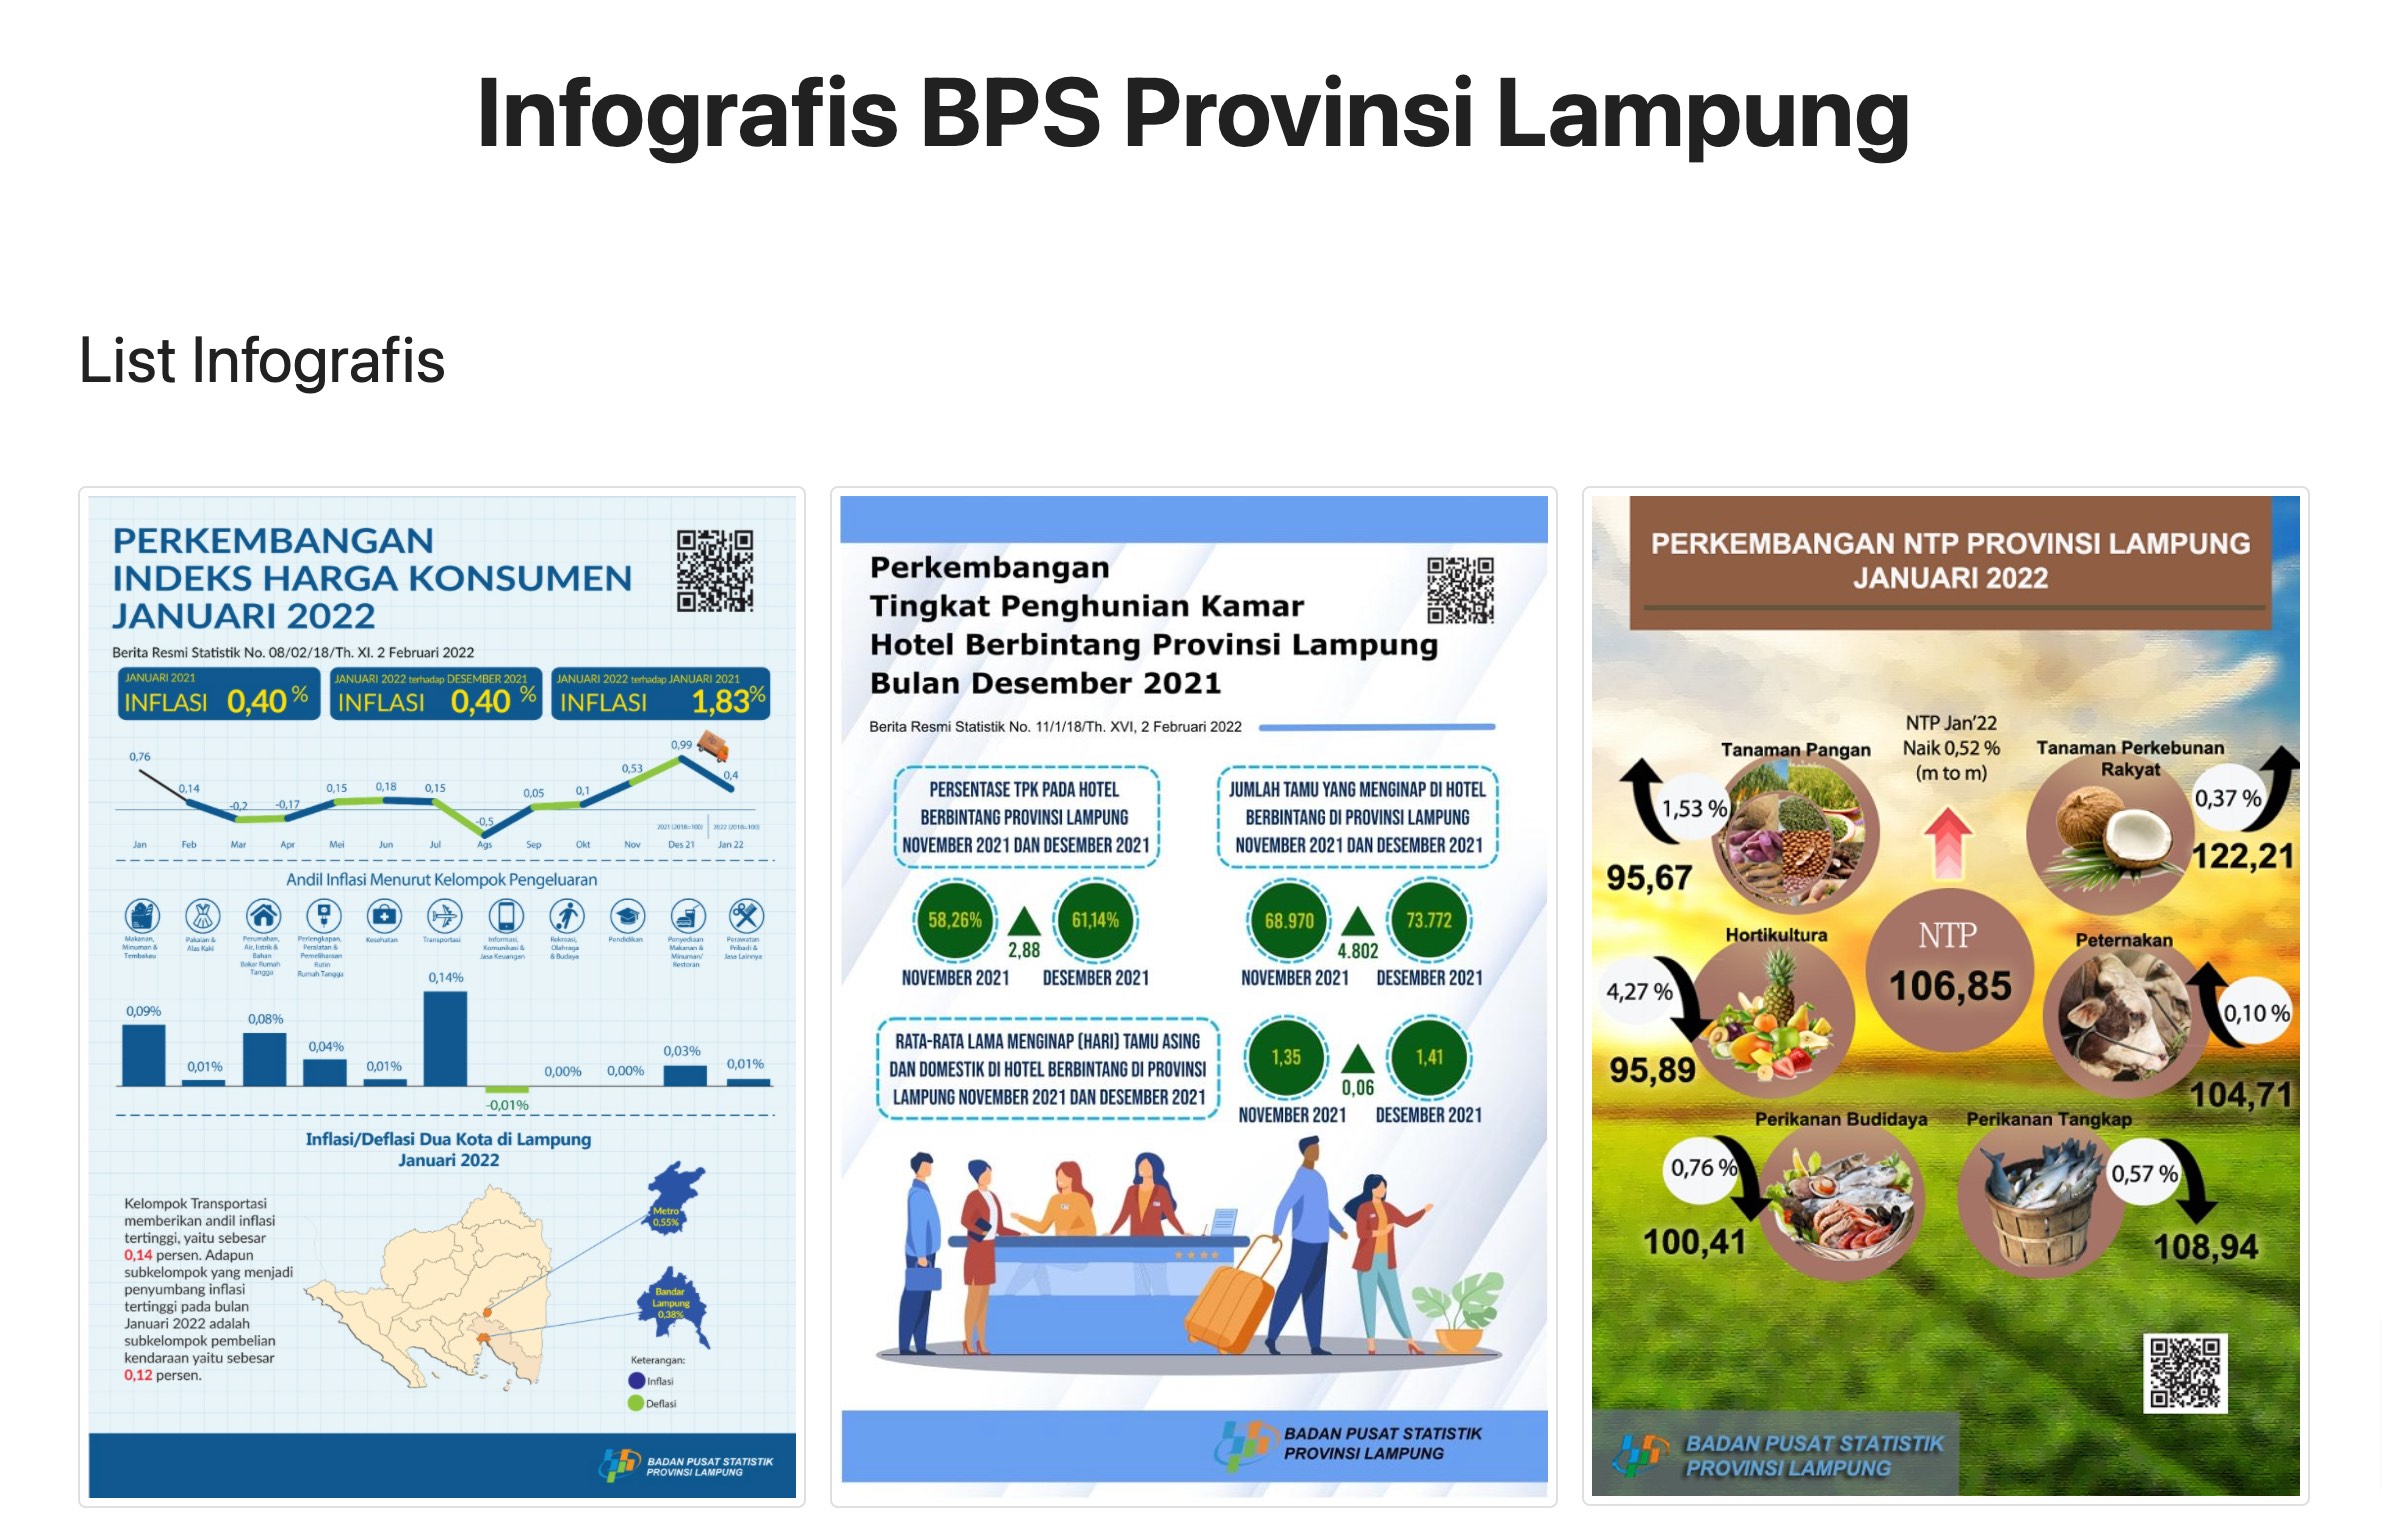 Infografis BPS Provinsi Lampung
List Infografis
PERKEMBANGAN
INDEKS HARGA KONSUMEN
JANUARI 2022
Berita Resmi Statistik No. 08/02/18/Th. XI. 2 Februari 2022
JANUARI 2021
INFLASI 0,40 %
JANUARI 2022 terhadap DESEMBER 2021
INFLASI 0,40 %
JANUARI 2022 terhadap JANUARI 2021
INFLASI 1,83%
0,76
0,14
-0,2
-0,17
0,15
0,18
0,15
-0,5
0,05
0,1
0,53
0,99
0,4
2021 (2018=100)
2022 (2018=100)
Jan
Feb
Mar
Apr
Mei
Jun
Jul
Ags
Sep
Okt
Nov
Des 21
Jan 22
Andil Inflasi Menurut Kelompok Pengeluaran
Makanan,
Minuman &
Tembakau
Pakaian &
Alas Kaki
Perumahan,
Air, listrik &
Bahan
Bakar Rumah
Tangga
Perlengkapan,
Peralatan &
Pemeliharaan
Rutin
Rumah Tangga
Kesehatan
Transportasi
Informasi,
Komunikasi &
Jasa Keuangan
Rekreasi,
Olahraga
& Budaya
Pendidikan
Penyediaan
Makanan &
Minuman/
Restoran
Perawatan
Pribadi &
Jasa Lainnya
0,09%
0,01%
0,08%
0,04%
0,01%
0,14%
-0,01%
0,00%
0,00%
0,03%
0,01%
Inflasi/Deflasi Dua Kota di Lampung
Januari 2022
Kelompok Transportasi
memberikan andil inflasi
tertinggi, yaitu sebesar
0,14 persen. Adapun
subkelompok yang menjadi
penyumbang inflasi
tertinggi pada bulan
Januari 2022 adalah
subkelompok pembelian
kendaraan yaitu sebesar
0,12 persen.
Metro
0,55%
Bandar
Lampung
0,38%
Keterangan:
Inflasi
Deflasi
BADAN PUSAT STATISTIK
PROVINSI LAMPUNG
Perkembangan
Tingkat Penghunian Kamar
Hotel Berbintang Provinsi Lampung
Bulan Desember 2021
Berita Resmi Statistik No. 11/1/18/Th. XVI, 2 Februari 2022
PERSENTASE TPK PADA HOTEL
BERBINTANG PROVINSI LAMPUNG
NOVEMBER 2021 DAN DESEMBER 2021
58,26%
2,88
61,14%
NOVEMBER 2021
DESEMBER 2021
JUMLAH TAMU YANG MENGINAP DI HOTEL
BERBINTANG DI PROVINSI LAMPUNG
NOVEMBER 2021 DAN DESEMBER 2021
68.970
4.802
73.772
NOVEMBER 2021
DESEMBER 2021
RATA-RATA LAMA MENGINAP (HARI) TAMU ASING
DAN DOMESTIK DI HOTEL BERBINTANG DI PROVINSI
LAMPUNG NOVEMBER 2021 DAN DESEMBER 2021
1,35
0,06
1,41
NOVEMBER 2021
DESEMBER 2021
BADAN PUSAT STATISTIK
PROVINSI LAMPUNG
PERKEMBANGAN NTP PROVINSI LAMPUNG
JANUARI 2022
NTP Jan'22
Naik 0,52 %
(m to m)
Tanaman Pangan
1,53 %
95,67
Tanaman Perkebunan
Rakyat
0,37 %
122,21
Hortikultura
4,27 %
95,89
NTP
106,85
Peternakan
0,10 %
104,71
Perikanan Budidaya
0,76 %
100,41
Perikanan Tangkap
0,57 %
108,94
BADAN PUSAT STATISTIK
PROVINSI LAMPUNG